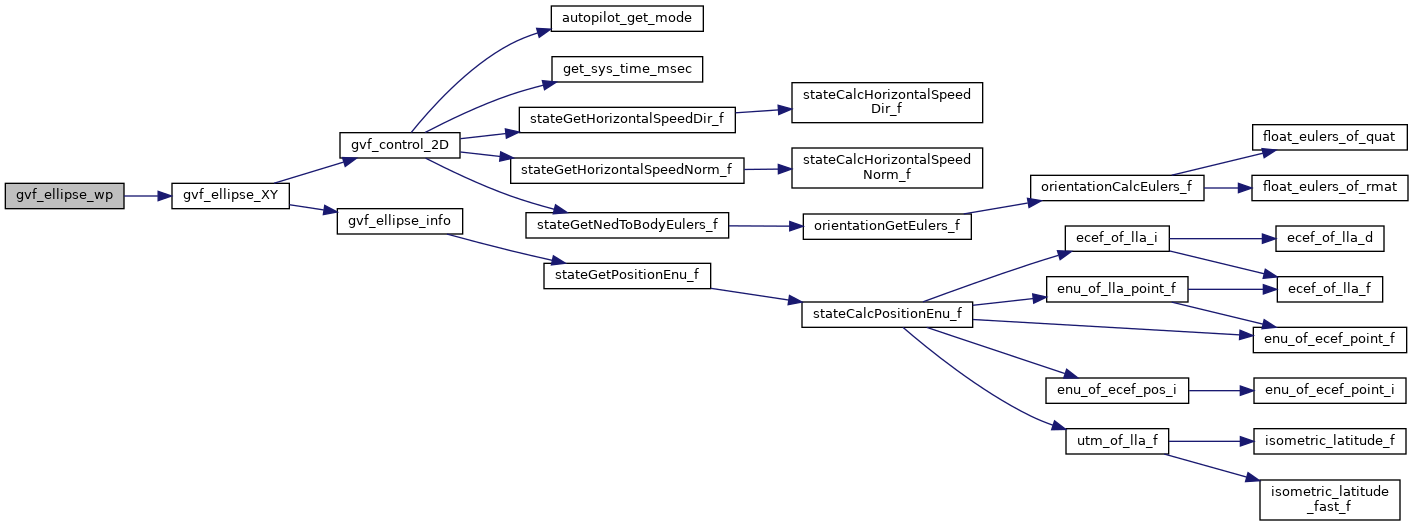 gvf_ellipse_wp
gvf_ellipse_XY
gvf_control_2D
gvf_ellipse_info
autopilot_get_mode
get_sys_time_msec
stateGetHorizontalSpeedDir_f
stateGetHorizontalSpeedNorm_f
stateGetNedToBodyEulers_f
stateGetPositionEnu_f
stateCalcHorizontalSpeed
Dir_f
stateCalcHorizontalSpeed
Norm_f
orientationGetEulers_f
stateCalcPositionEnu_f
orientationCalcEulers_f
ecef_of_lla_i
enu_of_lla_point_f
enu_of_ecef_pos_i
utm_of_lla_f
float_eulers_of_quat
float_eulers_of_rmat
ecef_of_lla_d
ecef_of_lla_f
enu_of_ecef_point_f
enu_of_ecef_point_i
isometric_latitude_f
isometric_latitude
_fast_f